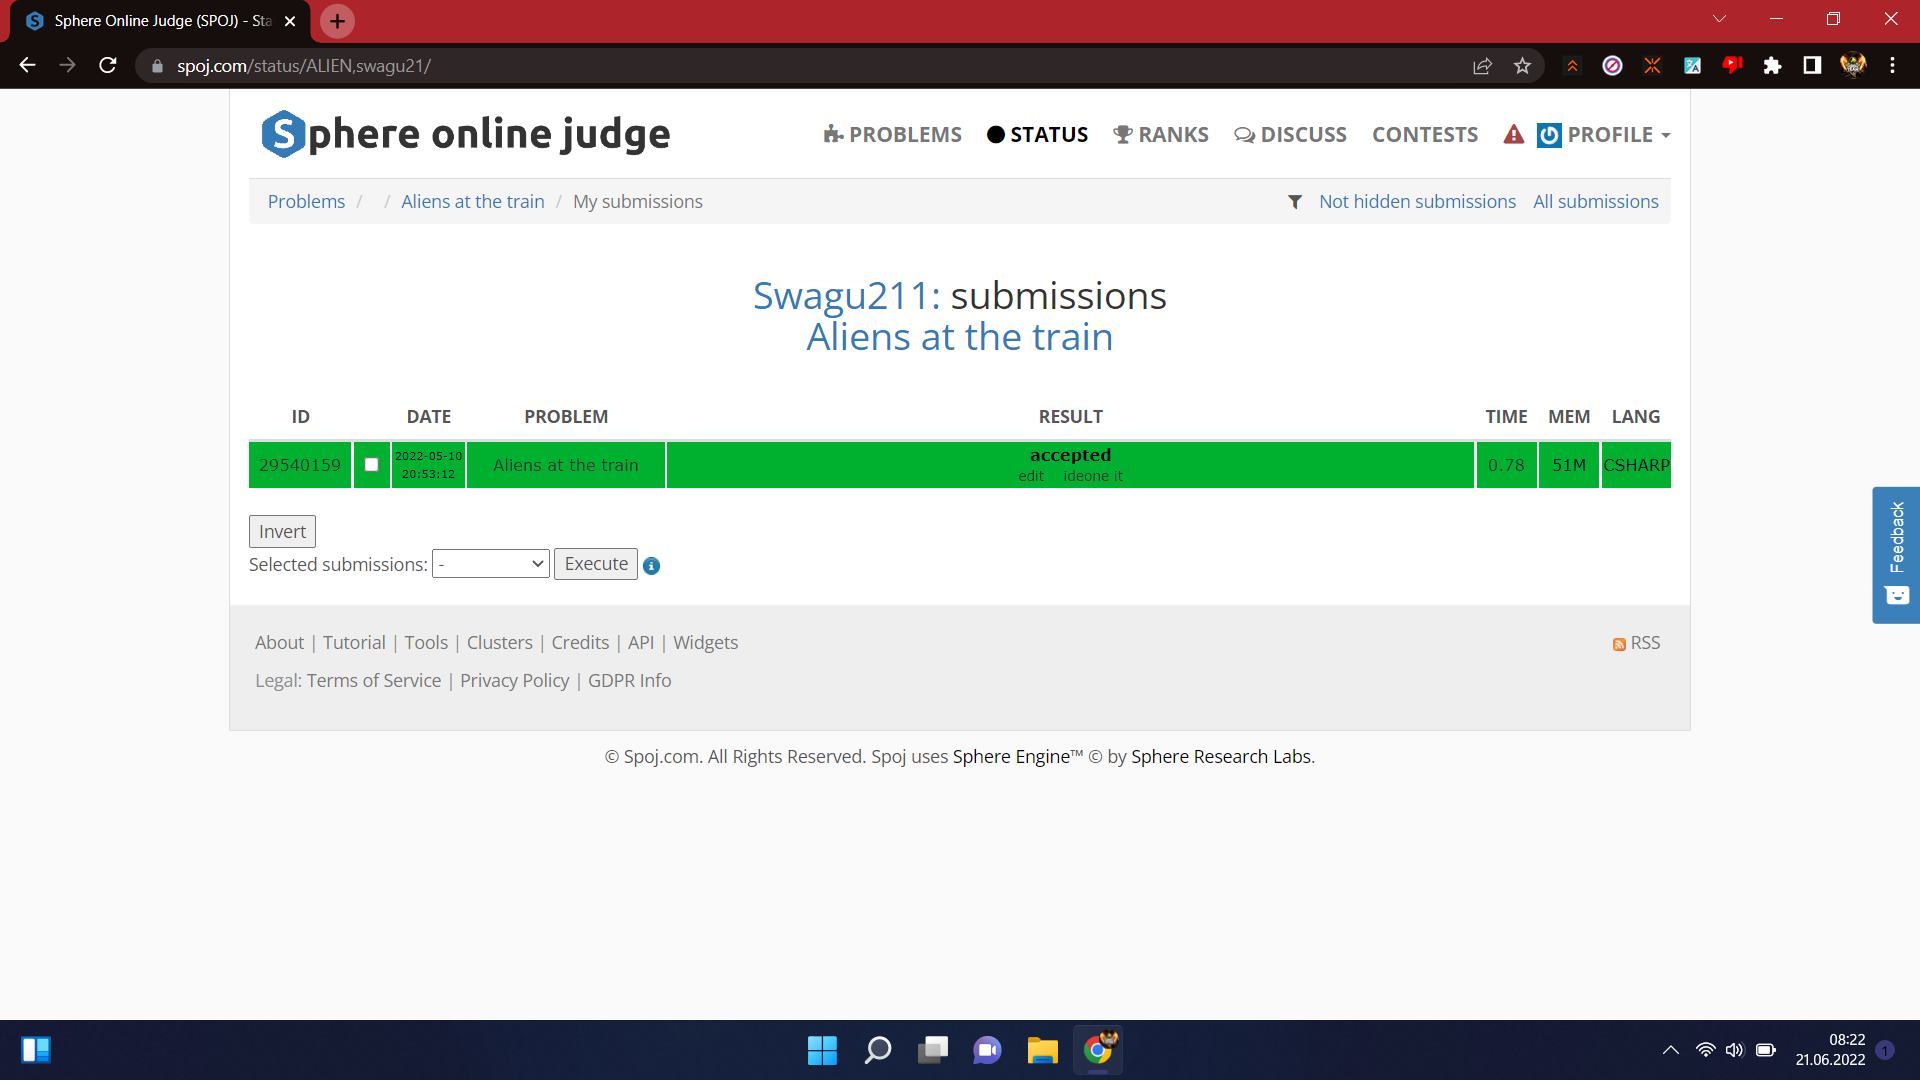 Sphere Online Judge (SPOJ) - Sta
spoj.com/status/ALIEN,swagu21/
Sphere online judge
PROBLEMS STATUS RANKS DISCUSS CONTESTS PROFILE
Problems / / Aliens at the train / My submissions Not hidden submissions All submissions
Swagu211: submissions
Aliens at the train
ID DATE PROBLEM RESULT TIME MEM LANG
29540159 2022-05-10 20:53:12 Aliens at the train accepted 0.78 51M CSHARP
edit ideone it
Invert
Selected submissions: - Execute
Feedback
About | Tutorial | Tools | Clusters | Credits | API | Widgets RSS
Legal: Terms of Service | Privacy Policy | GDPR Info
© Spoj.com. All Rights Reserved. Spoj uses Sphere Engine™ © by Sphere Research Labs.
08:22
21.06.2022
1